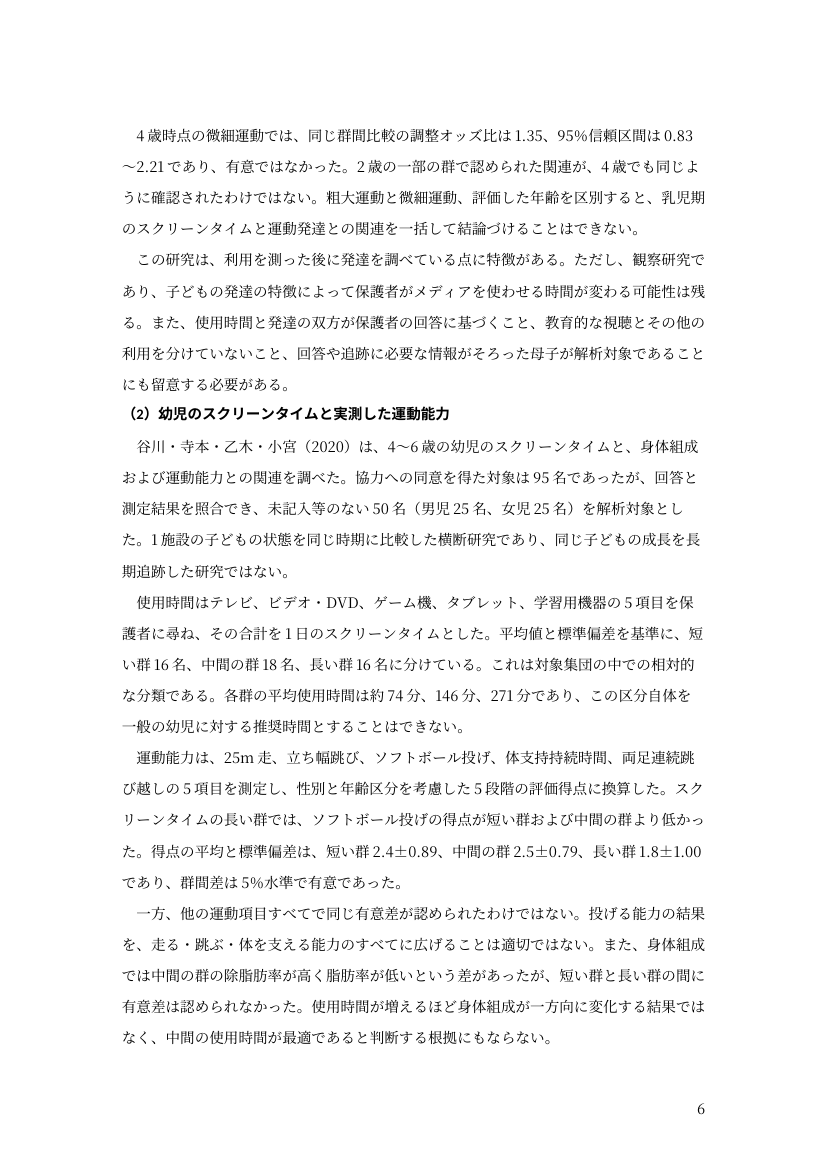 4歳時点の微細運動では、同じ群間比較の調整オッズ比は1.35、95%信頼区間は0.83
～2.21であり、有意ではなかった。2歳の一部の群で認められた関連が、4歳でも同じよ
うに確認されたわけではない。粗大運動と微細運動、評価した年齢を区別すると、乳児期
のスクリーンタイムと運動発達との関連を一括して結論づけることはできない。
この研究は、利用を測った後に発達を調べている点に特徴がある。ただし、観察研究で
あり、子どもの発達の特徴によって保護者がメディアを使わせる時間が変わる可能性は残
る。また、使用時間と発達の双方が保護者の回答に基づくこと、教育的な視聴とその他の
利用を分けていないこと、回答や追跡に必要な情報がそろった母子が解析対象であること
にも留意する必要がある。
（2）幼児のスクリーンタイムと実測した運動能力
谷川・寺本・乙木・小宮（2020）は、4～6歳の幼児のスクリーンタイムと、身体組成
および運動能力との関連を調べた。協力への同意を得た対象は95名であったが、回答と
測定結果を照合でき、未記入等のない50名（男児25名、女児25名）を解析対象とし
た。1施設の子どもの状態を同じ時期に比較した横断研究であり、同じ子どもの成長を長
期追跡した研究ではない。
使用時間はテレビ、ビデオ・DVD、ゲーム機、タブレット、学習用機器の5項目を保
護者に尋ね、その合計を1日のスクリーンタイムとした。平均値と標準偏差を基準に、短
い群16名、中間の群18名、長い群16名に分けている。これは対象集団の中での相対的
な分類である。各群の平均使用時間は約74分、146分、271分であり、この区分自体を
一般の幼児に対する推奨時間とすることはできない。
運動能力は、25m走、立ち幅跳び、ソフトボール投げ、体支持持続時間、両足連続跳
び越しの5項目を測定し、性別と年齢区分を考慮した5段階の評価得点に換算した。スク
リーンタイムの長い群では、ソフトボール投げの得点が短い群および中間の群より低かっ
た。得点の平均と標準偏差は、短い群2.4±0.89、中間の群2.5±0.79、長い群1.8±1.00
であり、群間差は5%水準で有意であった。
一方、他の運動項目すべてで同じ有意差が認められたわけではない。投げる能力の結果
を、走る・跳ぶ・体を支える能力のすべてに広げることは適切ではない。また、身体組成
では中間の群の除脂肪率が高く脂肪率が低いという差があったが、短い群と長い群の間に
有意差は認められなかった。使用時間が増えるほど身体組成が一方向に変化する結果では
なく、中間の使用時間が最適であると判断する根拠にもならない。
6